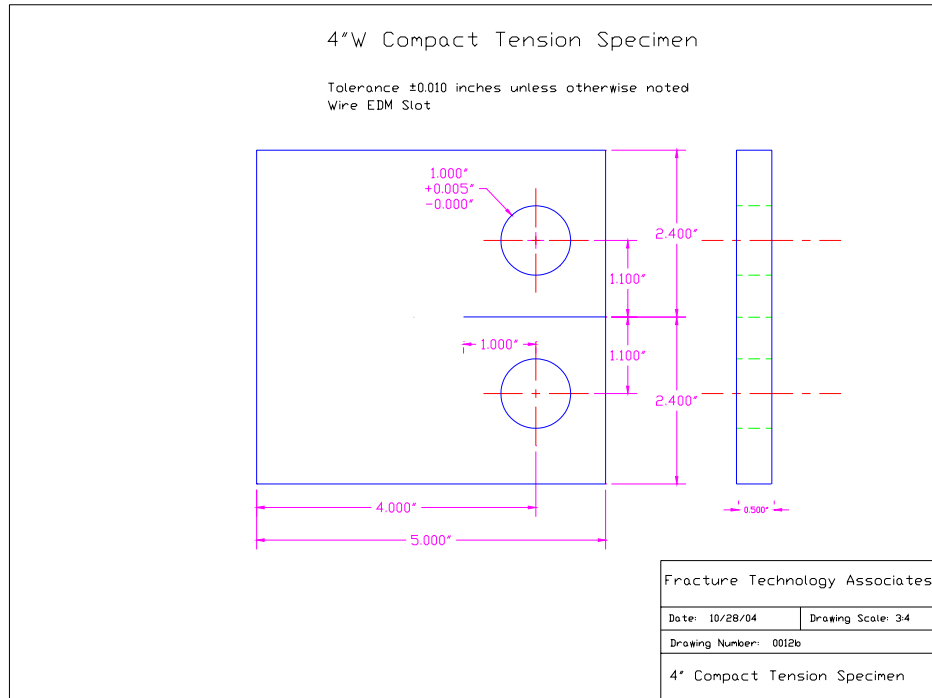 4"W Compact Tension Specimen
Tolerance ±0.010 inches unless otherwise noted
Wire EDM Slot
1.000"
+0.005"
-0.000"
2.400"
1.100"
1.000"
1.100"
2.400"
4.000"
0.500"
5.000"
Fracture Technology Associates
Date: 10/28/04
Drawing Scale: 3:4
Drawing Number: 0012b
4" Compact Tension Specimen